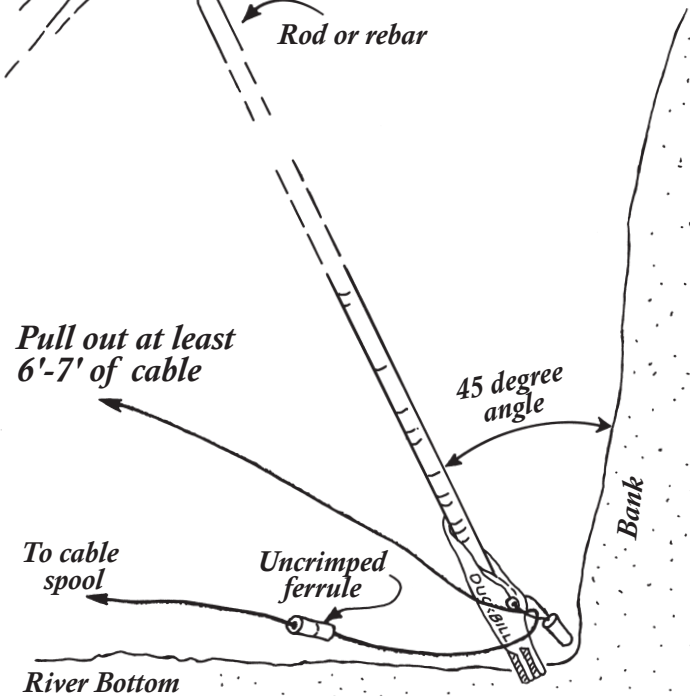 Rod or rebar
Pull out at least
6'-7' of cable
45 degree
angle
Bank
To cable
spool
Uncrimped
ferrule
DUCKBILL
River Bottom